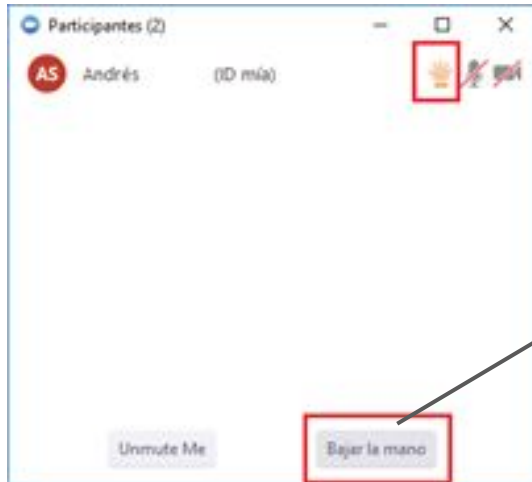 Participantes (2)
AS Andrés (ID mía)
Unmute Me Bajar la mano